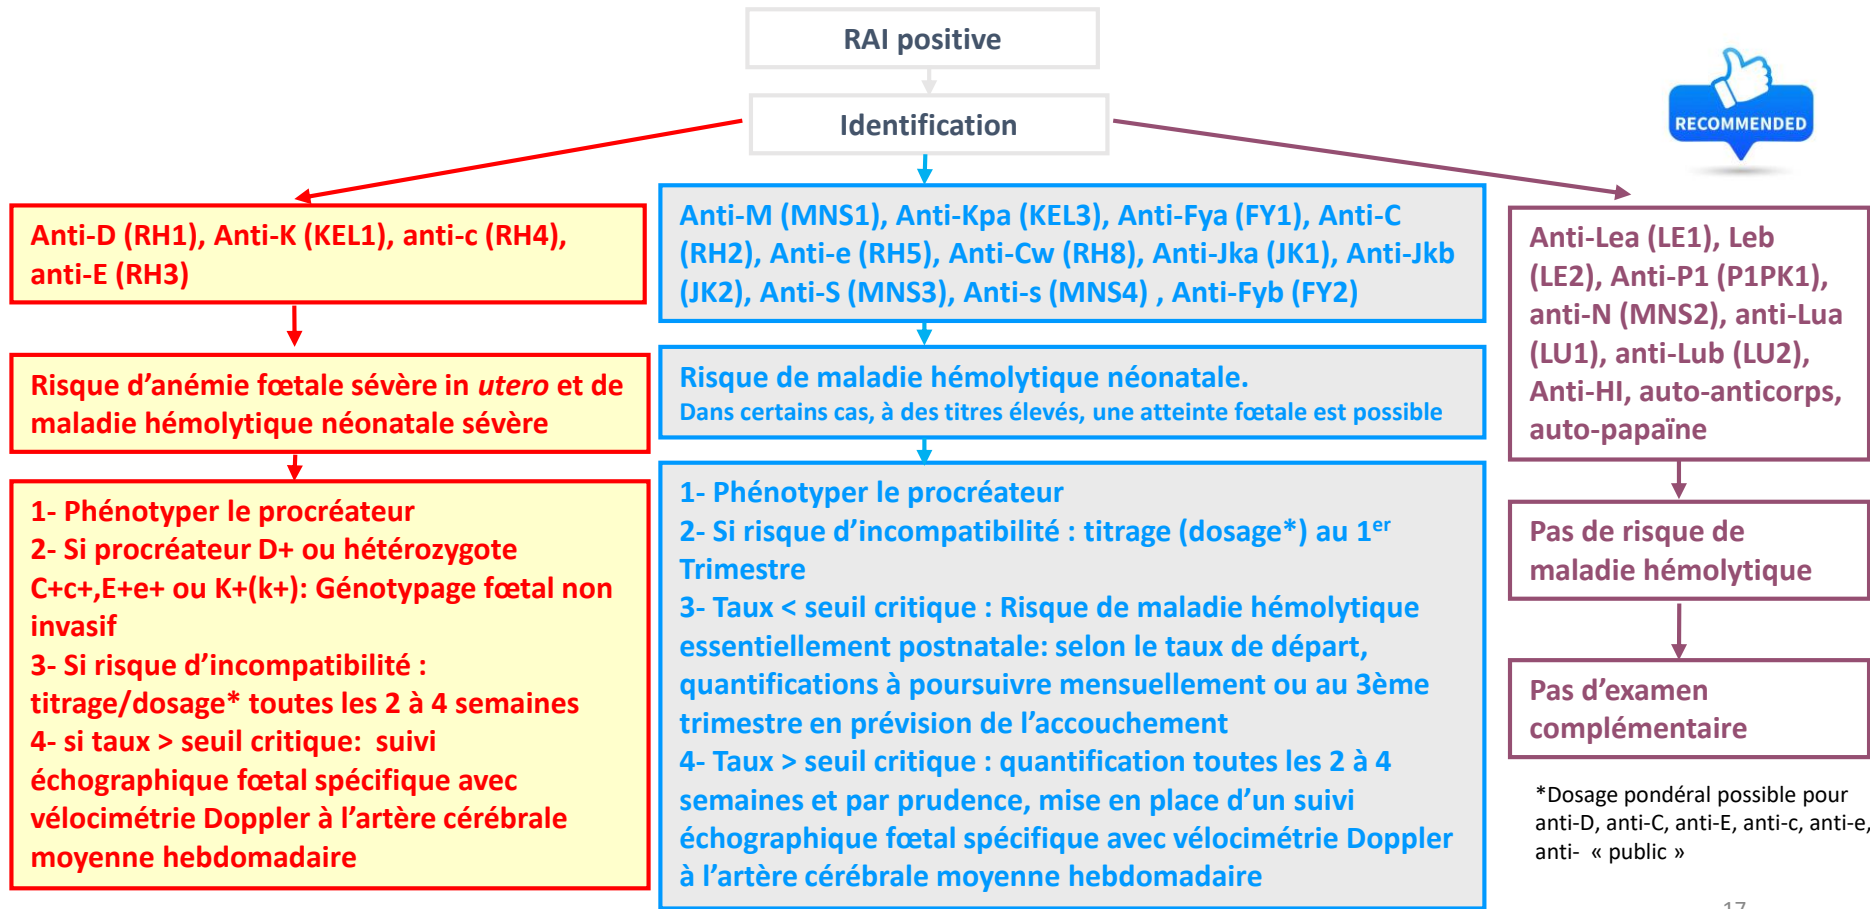 RAI positive
Identification
RECOMMENDED
Anti-D (RH1), Anti-K (KEL1), anti-c (RH4),
anti-E (RH3)
Risque d’anémie fœtale sévère in utero et de
maladie hémolytique néonatale sévère
1- Phénotyper le procréateur
2- Si procréateur D+ ou hétérozygote
C+c+,E+e+ ou K+(k+): Génotypage fœtal non
invasif
3- Si risque d’incompatibilité :
titrage/dosage* toutes les 2 à 4 semaines
4- si taux > seuil critique: suivi
échographique fœtal spécifique avec
vélocimétrie Doppler à l’artère cérébrale
moyenne hebdomadaire
Anti-M (MNS1), Anti-Kpa (KEL3), Anti-Fya (FY1), Anti-C
(RH2), Anti-e (RH5), Anti-Cw (RH8), Anti-Jka (JK1), Anti-Jkb
(JK2), Anti-S (MNS3), Anti-s (MNS4) , Anti-Fyb (FY2)
Risque de maladie hémolytique néonatale.
Dans certains cas, à des titres élevés, une atteinte fœtale est possible
1- Phénotyper le procréateur
2- Si risque d’incompatibilité : titrage (dosage*) au 1er
Trimestre
3- Taux < seuil critique : Risque de maladie hémolytique
essentiellement postnatale: selon le taux de départ,
quantifications à poursuivre mensuellement ou au 3ème
trimestre en prévision de l’accouchement
4- Taux > seuil critique : quantification toutes les 2 à 4
semaines et par prudence, mise en place d’un suivi
échographique fœtal spécifique avec vélocimétrie Doppler
à l’artère cérébrale moyenne hebdomadaire
Anti-Lea (LE1), Leb
(LE2), Anti-P1 (P1PK1),
anti-N (MNS2), anti-Lua
(LU1), anti-Lub (LU2),
Anti-HI, auto-anticorps,
auto-papaïne
Pas de risque de
maladie hémolytique
Pas d’examen
complémentaire
*Dosage pondéral possible pour
anti-D, anti-C, anti-E, anti-c, anti-e,
anti- « public »
17